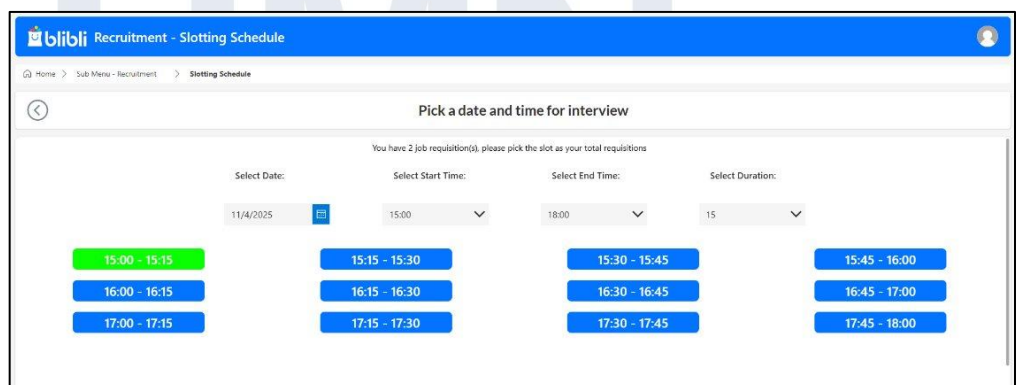 blibli Recruitment - Slotting Schedule
Home > Sub Menu - Recruitment > Slotting Schedule
Pick a date and time for interview
You have 2 job requisition(s), please pick the slot as your total requisitions
Select Date: Select Start Time: Select End Time: Select Duration:
11/4/2025 15:00 18:00 15
15:00 - 15:15 15:15 - 15:30 15:30 - 15:45 15:45 - 16:00
16:00 - 16:15 16:15 - 16:30 16:30 - 16:45 16:45 - 17:00
17:00 - 17:15 17:15 - 17:30 17:30 - 17:45 17:45 - 18:00